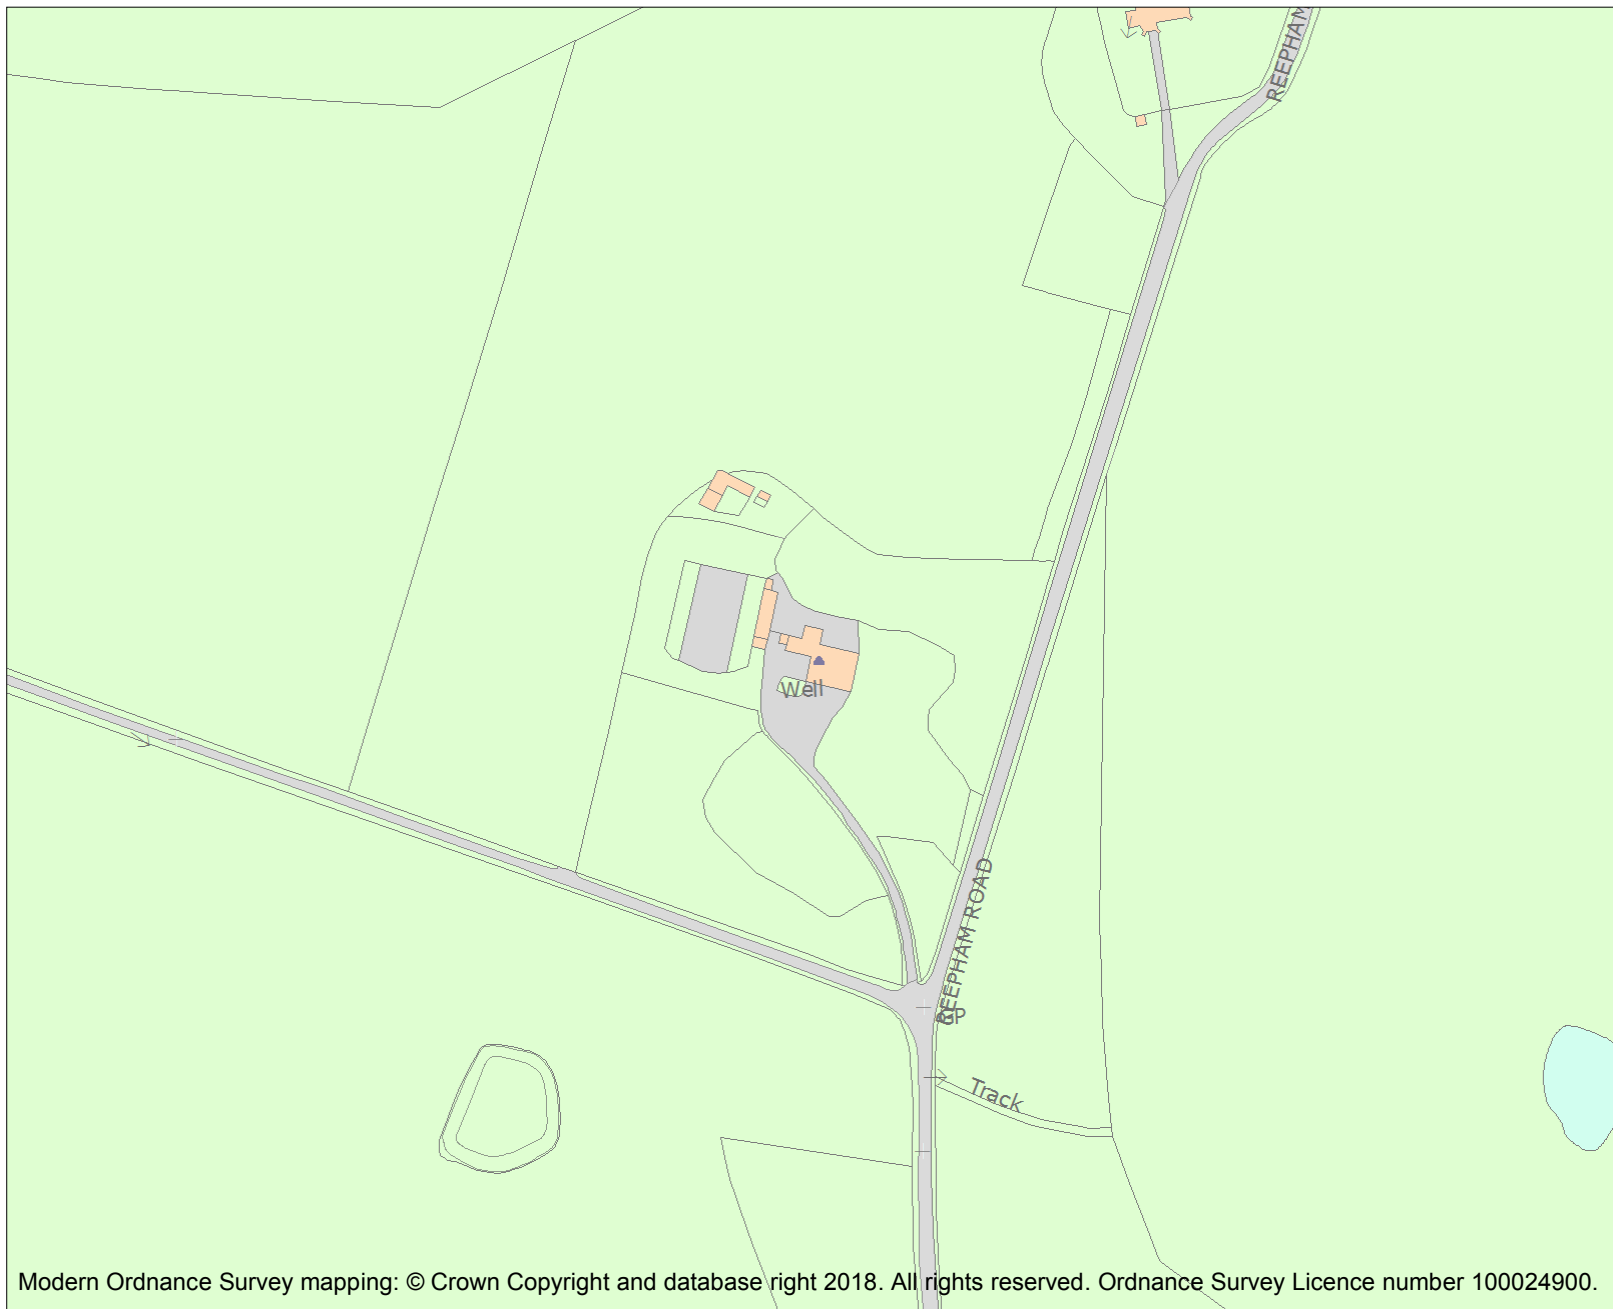 REEPHAM
Well
REEPHAM ROAD
GP
Track
Modern Ordnance Survey mapping: © Crown Copyright and database right 2018. All rights reserved. Ordnance Survey Licence number 100024900.